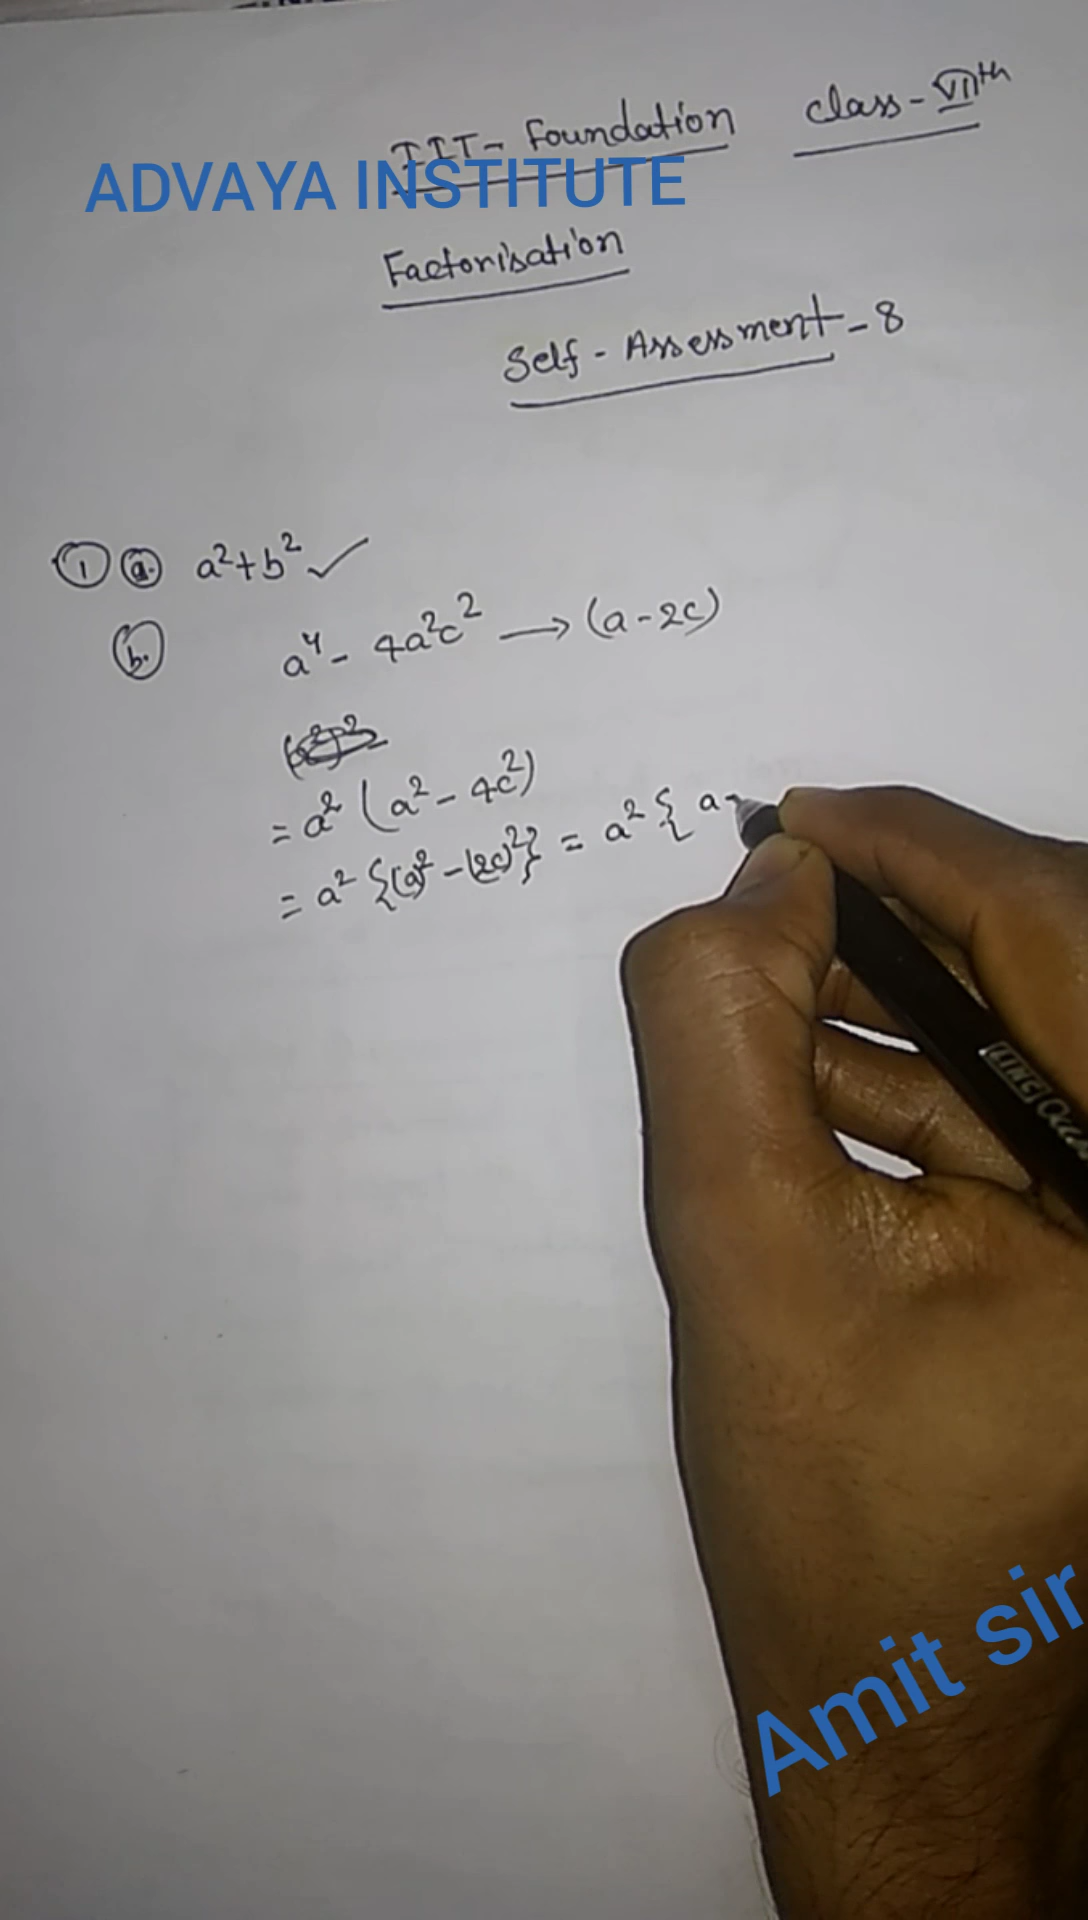 IIT- Foundation class-VIIth
ADVAYA INSTITUTE
Factorisation
Self - Assessment - 8
① ⓐ. a²+b² ✓
ⓑ. a⁴ - 4a²c² → (a-2c)
= a² (a² - 4c²)
= a² {(a)² - (2c)²} = a² { a -
LINC
Amit sir